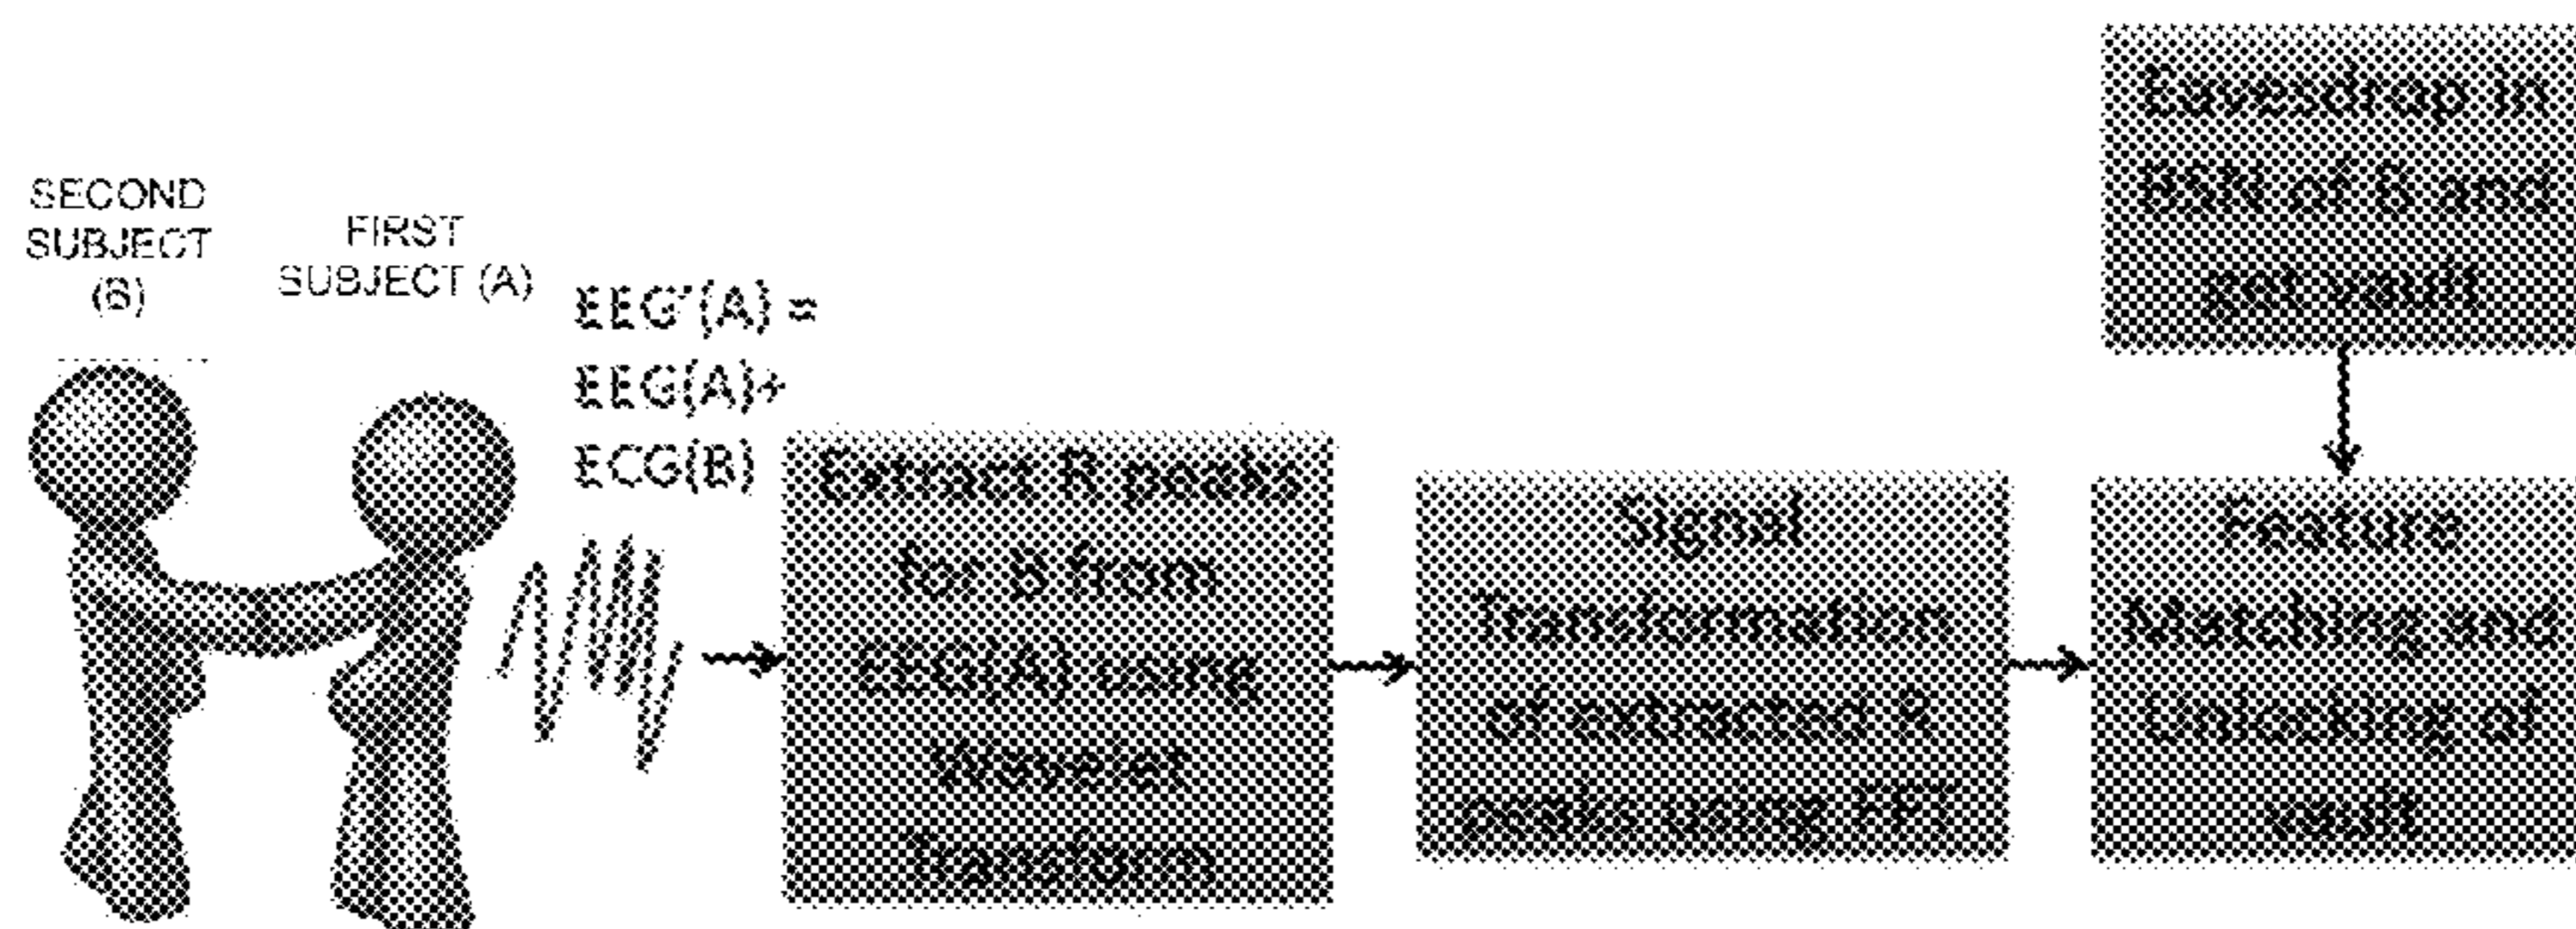 SECOND
SUBJECT
(B)
FIRST
SUBJECT (A)
EEG'(A) =
EEG(A)+
ECG(B)
Extract R peaks
for B from
EEG(A) using
Wavelet
Transform
Signal
Transformation
of extracted R
peaks using FFT
Eavesdrop in
BSN of B and
get vault
Feature
Matching and
Unlocking of
vault